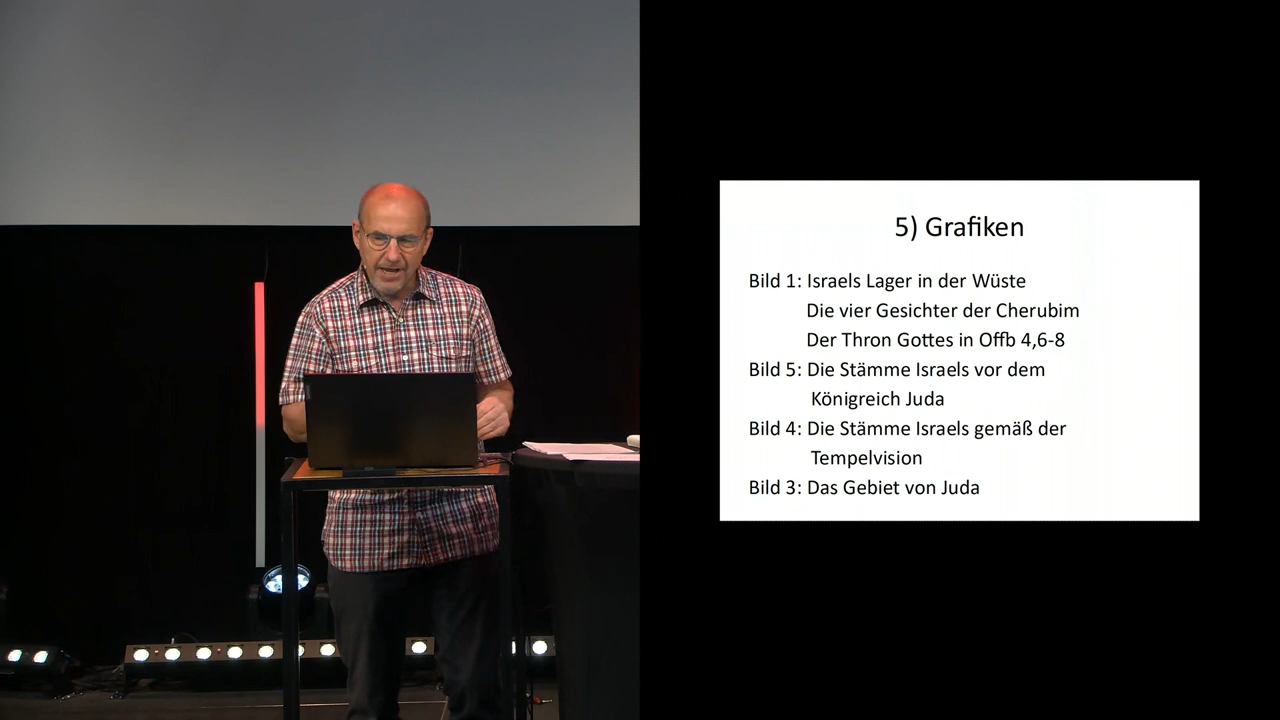 5) Grafiken
Bild 1: Israels Lager in der Wüste
Die vier Gesichter der Cherubim
Der Thron Gottes in Offb 4,6-8
Bild 5: Die Stämme Israels vor dem
Königreich Juda
Bild 4: Die Stämme Israels gemäß der
Tempelvision
Bild 3: Das Gebiet von Juda